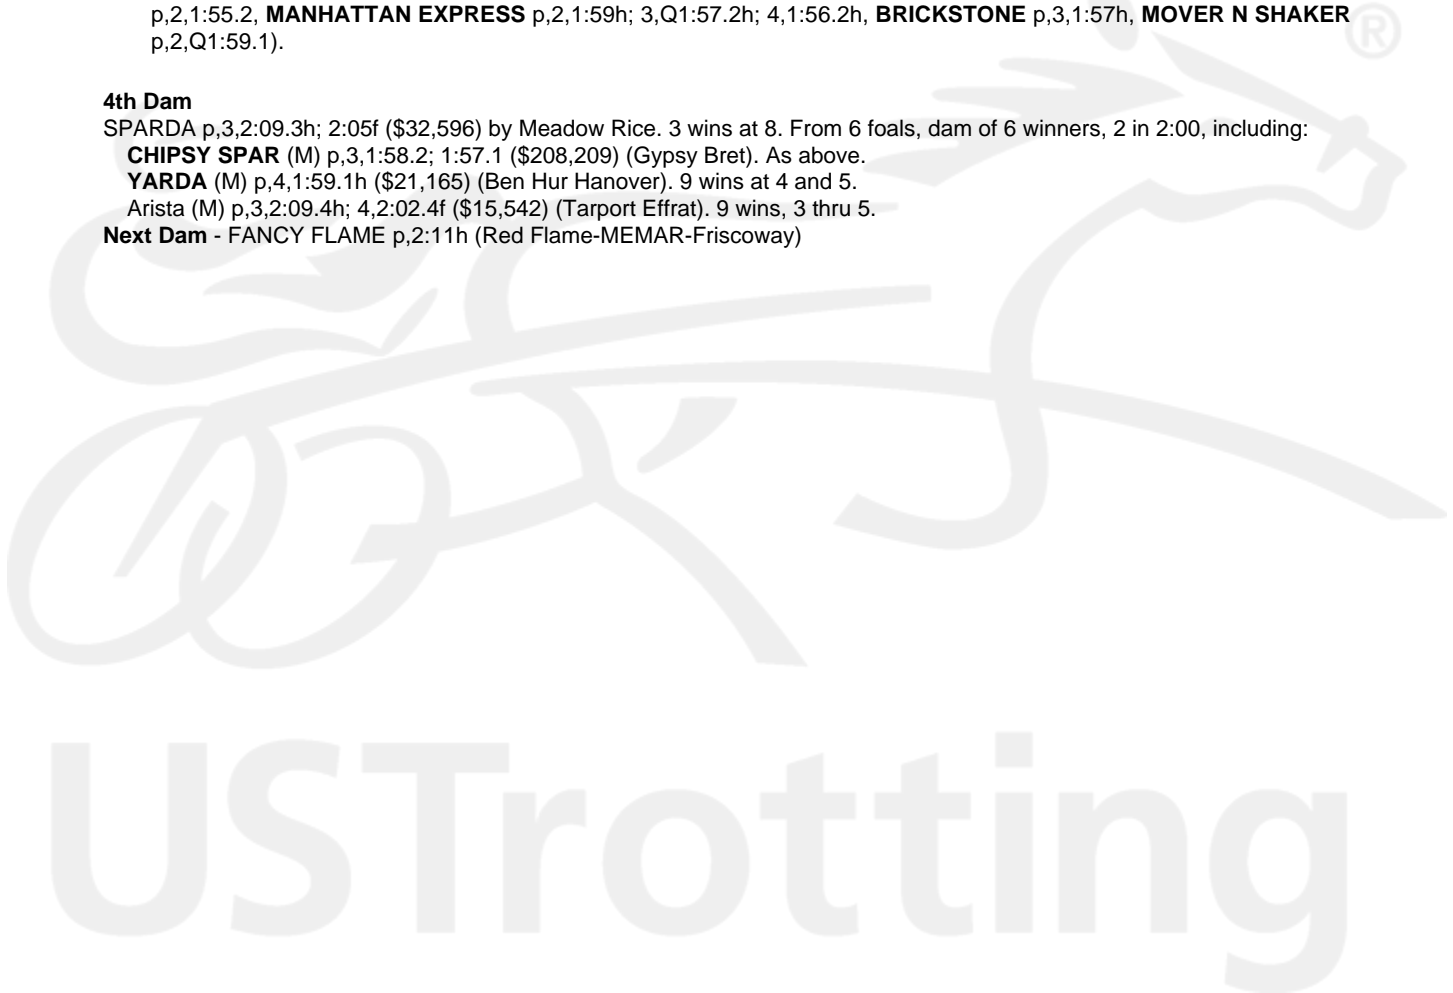 p,2,1:55.2, MANHATTAN EXPRESS p,2,1:59h; 3,Q1:57.2h; 4,1:56.2h, BRICKSTONE p,3,1:57h, MOVER N SHAKER
p,2,Q1:59.1).
4th Dam
SPARDA p,3,2:09.3h; 2:05f ($32,596) by Meadow Rice. 3 wins at 8. From 6 foals, dam of 6 winners, 2 in 2:00, including:
CHIPSY SPAR (M) p,3,1:58.2; 1:57.1 ($208,209) (Gypsy Bret). As above.
YARDA (M) p,4,1:59.1h ($21,165) (Ben Hur Hanover). 9 wins at 4 and 5.
Arista (M) p,3,2:09.4h; 4,2:02.4f ($15,542) (Tarport Effrat). 9 wins, 3 thru 5.
Next Dam - FANCY FLAME p,2:11h (Red Flame-MEMAR-Friscoway)
®
USTrotting